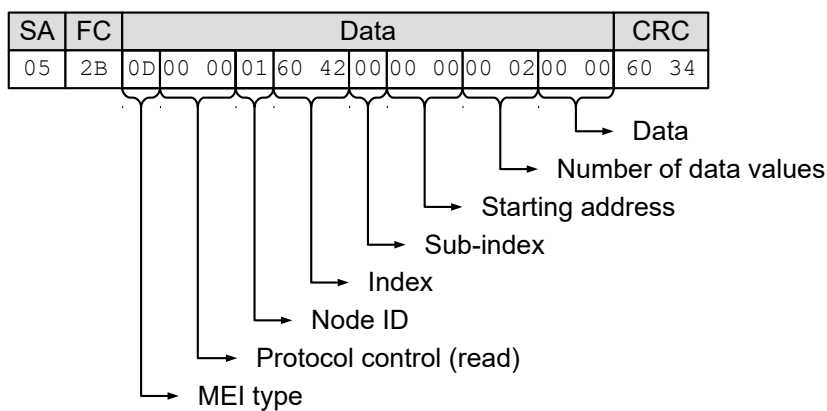 SA FC Data CRC
05 2B 0D 00 00 01 60 42 00 00 00 00 02 00 00 60 34
Data
Number of data values
Starting address
Sub-index
Index
Node ID
Protocol control (read)
MEI type